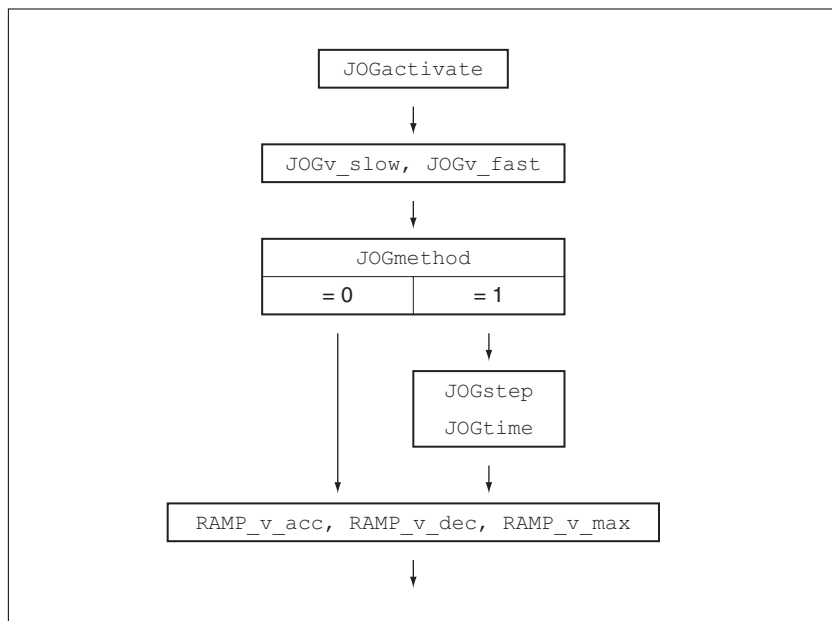 JOGactivate
JOGv_slow, JOGv_fast
JOGmethod
= 0
= 1
JOGstep
JOGtime
RAMP_v_acc, RAMP_v_dec, RAMP_v_max